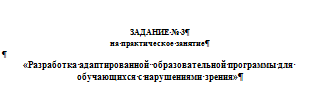 ЗАДАНИЕ № 3¶
на практическое занятие¶
¶
«Разработка адаптированной образовательной программы для
обучающихся с нарушениями зрения»¶